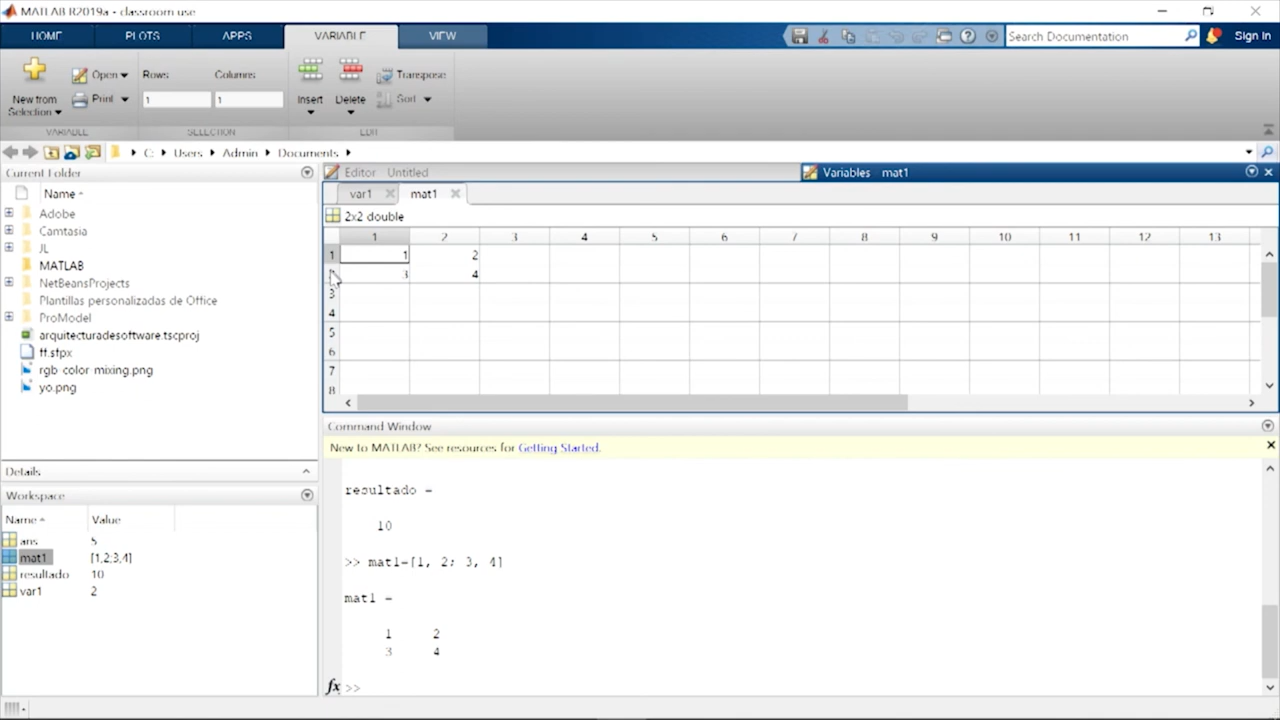 MATLAB R2019a - classroom use
HOME PLOTS APPS VARIABLE VIEW Search Documentation Sign In
New from Selection Open Print Rows Columns 1 1 Insert Delete Transpose Sort
VARIABLE SELECTION EDIT
C: Users Admin Documents
Current Folder
Name
Adobe
Camtasia
JL
MATLAB
NetBeansProjects
Plantillas personalizadas de Office
ProModel
arquitecturadesoftware.tscproj
ff.sfpx
rgb-color-mixing.png
yo.png
Details
Workspace
Name Value
ans 5
mat1 [1,2;3,4]
resultado 10
var1 2
Editor Untitled Variables mat1
var1 mat1
2x2 double
1 2 3 4 5 6 7 8 9 10 11 12 13
1 1 2
3 4
3
4
5
6
7
8
Command Window
New to MATLAB? See resources for Getting Started.
resultado =
10
>> mat1=[1, 2; 3, 4]
mat1 =
1 2
3 4
fx >>